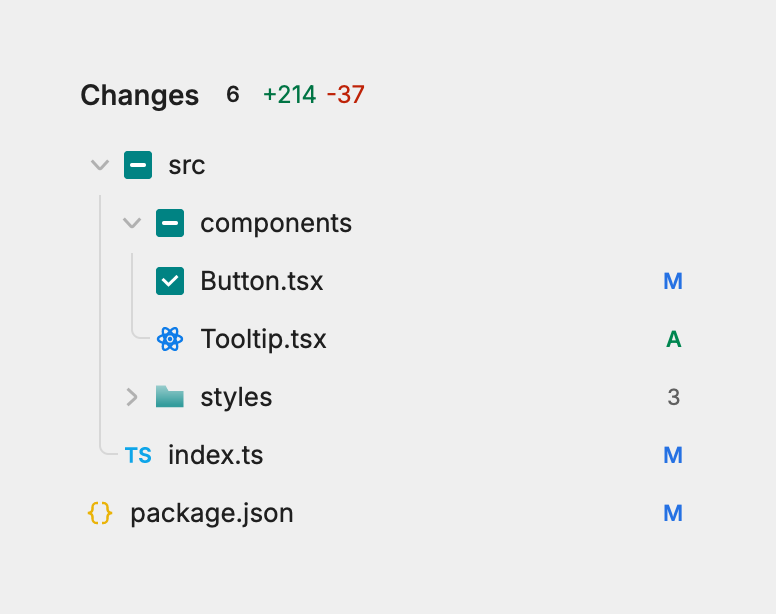 Changes 6 +214 -37
src
components
Button.tsx M
Tooltip.tsx A
styles 3
TS index.ts M
{} package.json M